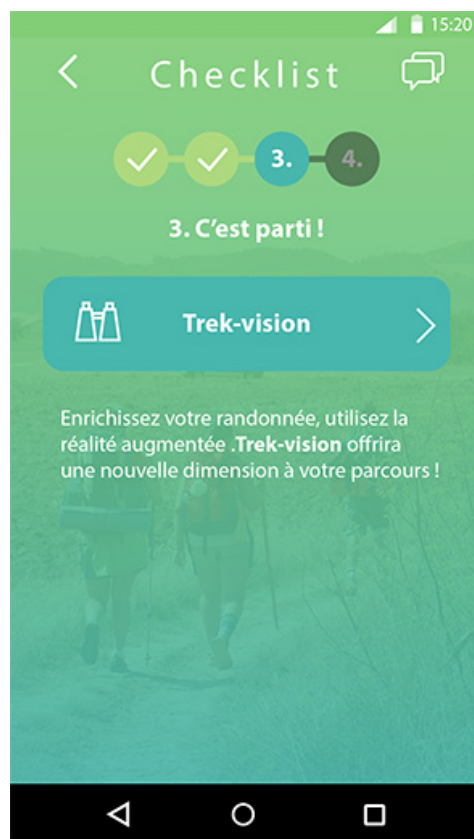 15:20
Checklist
3.
4.
3. C'est parti !
Trek-vision
Enrichissez votre randonnée, utilisez la
réalité augmentée .Trek-vision offrira
une nouvelle dimension à votre parcours !